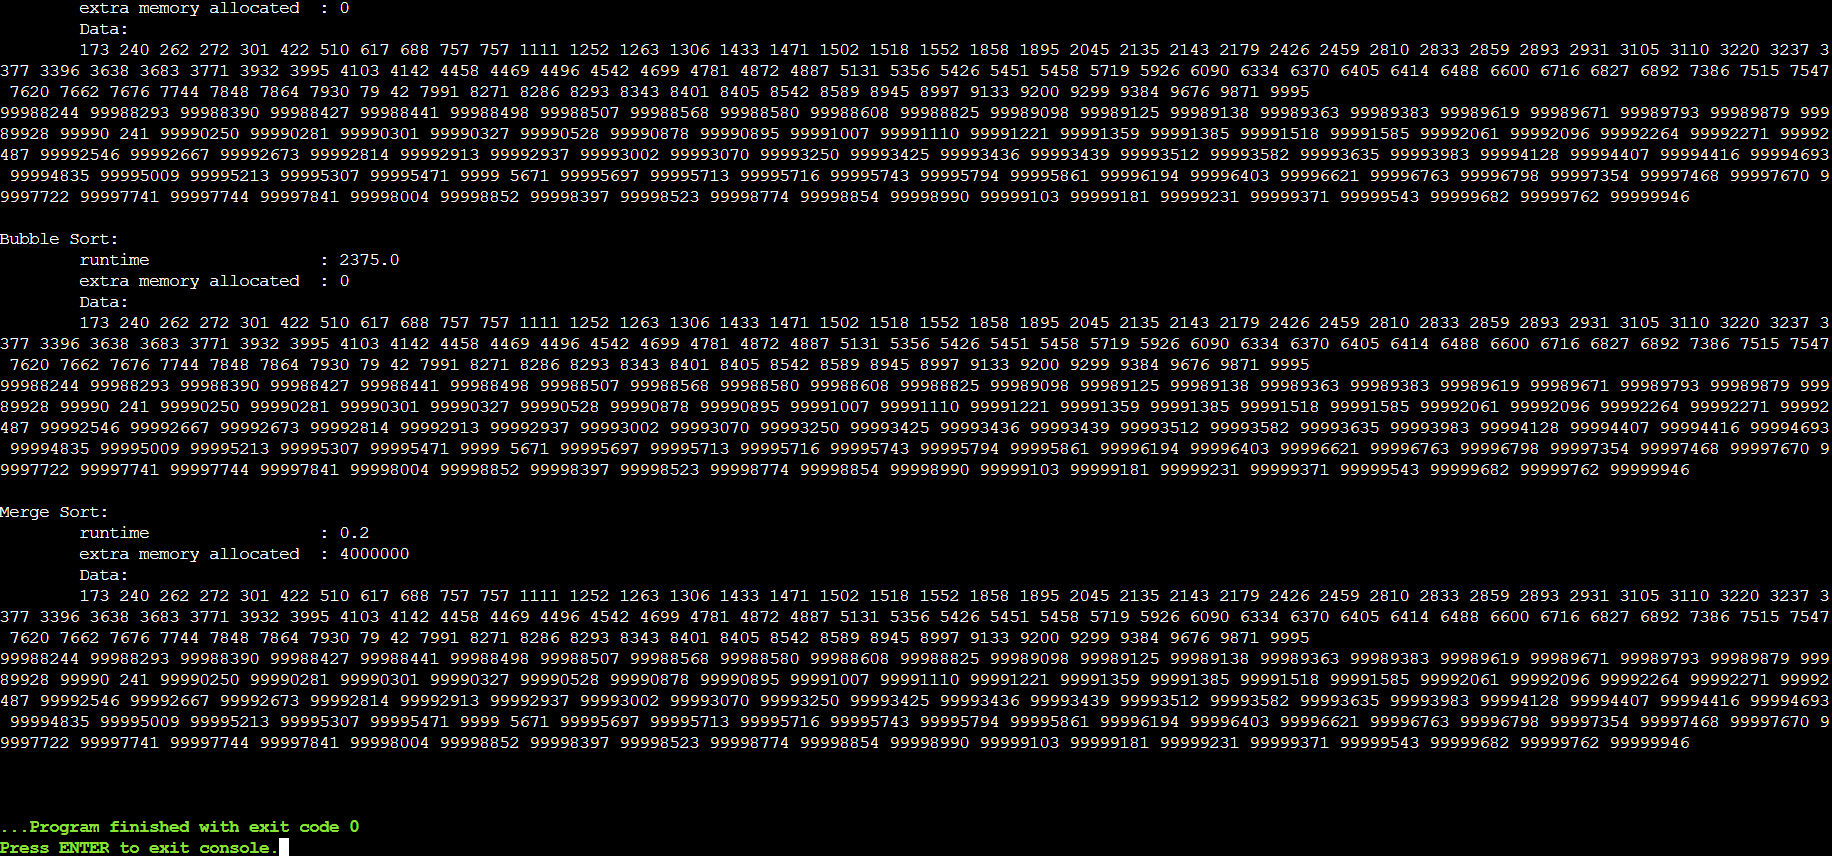 extra memory allocated  : 0
Data:
173 240 262 272 301 422 510 617 688 757 757 1111 1252 1263 1306 1433 1471 1502 1518 1552 1858 1895 2045 2135 2143 2179 2426 2459 2810 2833 2859 2893 2931 3105 3110 3220 3237 3
377 3396 3638 3683 3771 3932 3995 4103 4142 4458 4469 4496 4542 4699 4781 4872 4887 5131 5356 5426 5451 5458 5719 5926 6090 6334 6370 6405 6414 6488 6600 6716 6827 6892 7386 7515 7547
7620 7662 7676 7744 7848 7864 7930 79 42 7991 8271 8286 8293 8343 8401 8405 8542 8589 8945 8997 9133 9200 9299 9384 9676 9871 9995
99988244 99988293 99988390 99988427 99988441 99988498 99988507 99988568 99988580 99988608 99988825 99989098 99989125 99989138 99989363 99989383 99989619 99989671 99989793 99989879 999
89928 99990 241 99990250 99990281 99990301 99990327 99990528 99990878 99990895 99991007 99991110 99991221 99991359 99991385 99991518 99991585 99992061 99992096 99992264 99992271 99992
487 99992546 99992667 99992673 99992814 99992913 99992937 99993002 99993070 99993250 99993425 99993436 99993439 99993512 99993582 99993635 99993983 99994128 99994407 99994416 99994693
99994835 99995009 99995213 99995307 99995471 9999 5671 99995697 99995713 99995716 99995743 99995794 99995861 99996194 99996403 99996621 99996763 99996798 99997354 99997468 99997670 9
9997722 99997741 99997744 99997841 99998004 99998852 99998397 99998523 99998774 99998854 99998990 99999103 99999181 99999231 99999371 99999543 99999682 99999762 99999946
Bubble Sort:
runtime                 : 2375.0
extra memory allocated  : 0
Data:
173 240 262 272 301 422 510 617 688 757 757 1111 1252 1263 1306 1433 1471 1502 1518 1552 1858 1895 2045 2135 2143 2179 2426 2459 2810 2833 2859 2893 2931 3105 3110 3220 3237 3
377 3396 3638 3683 3771 3932 3995 4103 4142 4458 4469 4496 4542 4699 4781 4872 4887 5131 5356 5426 5451 5458 5719 5926 6090 6334 6370 6405 6414 6488 6600 6716 6827 6892 7386 7515 7547
7620 7662 7676 7744 7848 7864 7930 79 42 7991 8271 8286 8293 8343 8401 8405 8542 8589 8945 8997 9133 9200 9299 9384 9676 9871 9995
99988244 99988293 99988390 99988427 99988441 99988498 99988507 99988568 99988580 99988608 99988825 99989098 99989125 99989138 99989363 99989383 99989619 99989671 99989793 99989879 999
89928 99990 241 99990250 99990281 99990301 99990327 99990528 99990878 99990895 99991007 99991110 99991221 99991359 99991385 99991518 99991585 99992061 99992096 99992264 99992271 99992
487 99992546 99992667 99992673 99992814 99992913 99992937 99993002 99993070 99993250 99993425 99993436 99993439 99993512 99993582 99993635 99993983 99994128 99994407 99994416 99994693
99994835 99995009 99995213 99995307 99995471 9999 5671 99995697 99995713 99995716 99995743 99995794 99995861 99996194 99996403 99996621 99996763 99996798 99997354 99997468 99997670 9
9997722 99997741 99997744 99997841 99998004 99998852 99998397 99998523 99998774 99998854 99998990 99999103 99999181 99999231 99999371 99999543 99999682 99999762 99999946
Merge Sort:
runtime                 : 0.2
extra memory allocated  : 4000000
Data:
173 240 262 272 301 422 510 617 688 757 757 1111 1252 1263 1306 1433 1471 1502 1518 1552 1858 1895 2045 2135 2143 2179 2426 2459 2810 2833 2859 2893 2931 3105 3110 3220 3237 3
377 3396 3638 3683 3771 3932 3995 4103 4142 4458 4469 4496 4542 4699 4781 4872 4887 5131 5356 5426 5451 5458 5719 5926 6090 6334 6370 6405 6414 6488 6600 6716 6827 6892 7386 7515 7547
7620 7662 7676 7744 7848 7864 7930 79 42 7991 8271 8286 8293 8343 8401 8405 8542 8589 8945 8997 9133 9200 9299 9384 9676 9871 9995
99988244 99988293 99988390 99988427 99988441 99988498 99988507 99988568 99988580 99988608 99988825 99989098 99989125 99989138 99989363 99989383 99989619 99989671 99989793 99989879 999
89928 99990 241 99990250 99990281 99990301 99990327 99990528 99990878 99990895 99991007 99991110 99991221 99991359 99991385 99991518 99991585 99992061 99992096 99992264 99992271 99992
487 99992546 99992667 99992673 99992814 99992913 99992937 99993002 99993070 99993250 99993425 99993436 99993439 99993512 99993582 99993635 99993983 99994128 99994407 99994416 99994693
99994835 99995009 99995213 99995307 99995471 9999 5671 99995697 99995713 99995716 99995743 99995794 99995861 99996194 99996403 99996621 99996763 99996798 99997354 99997468 99997670 9
9997722 99997741 99997744 99997841 99998004 99998852 99998397 99998523 99998774 99998854 99998990 99999103 99999181 99999231 99999371 99999543 99999682 99999762 99999946
...Program finished with exit code 0
Press ENTER to exit console.